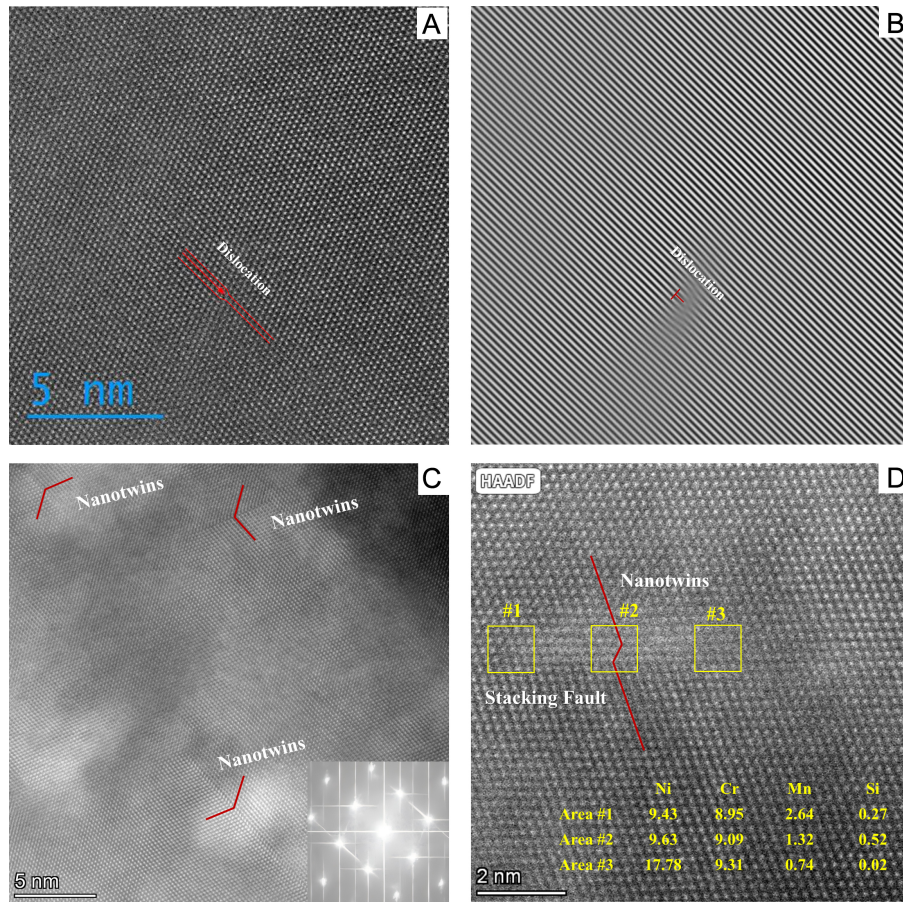 A
Dislocation
5 nm
B
Dislocation
C
Nanotwins
Nanotwins
Nanotwins
5 nm
HAADF
D
Nanotwins
#1 #2 #3
Stacking Fault
Ni Cr Mn Si
Area #1 9.43 8.95 2.64 0.27
Area #2 9.63 9.09 1.32 0.52
Area #3 17.78 9.31 0.74 0.02
2 nm